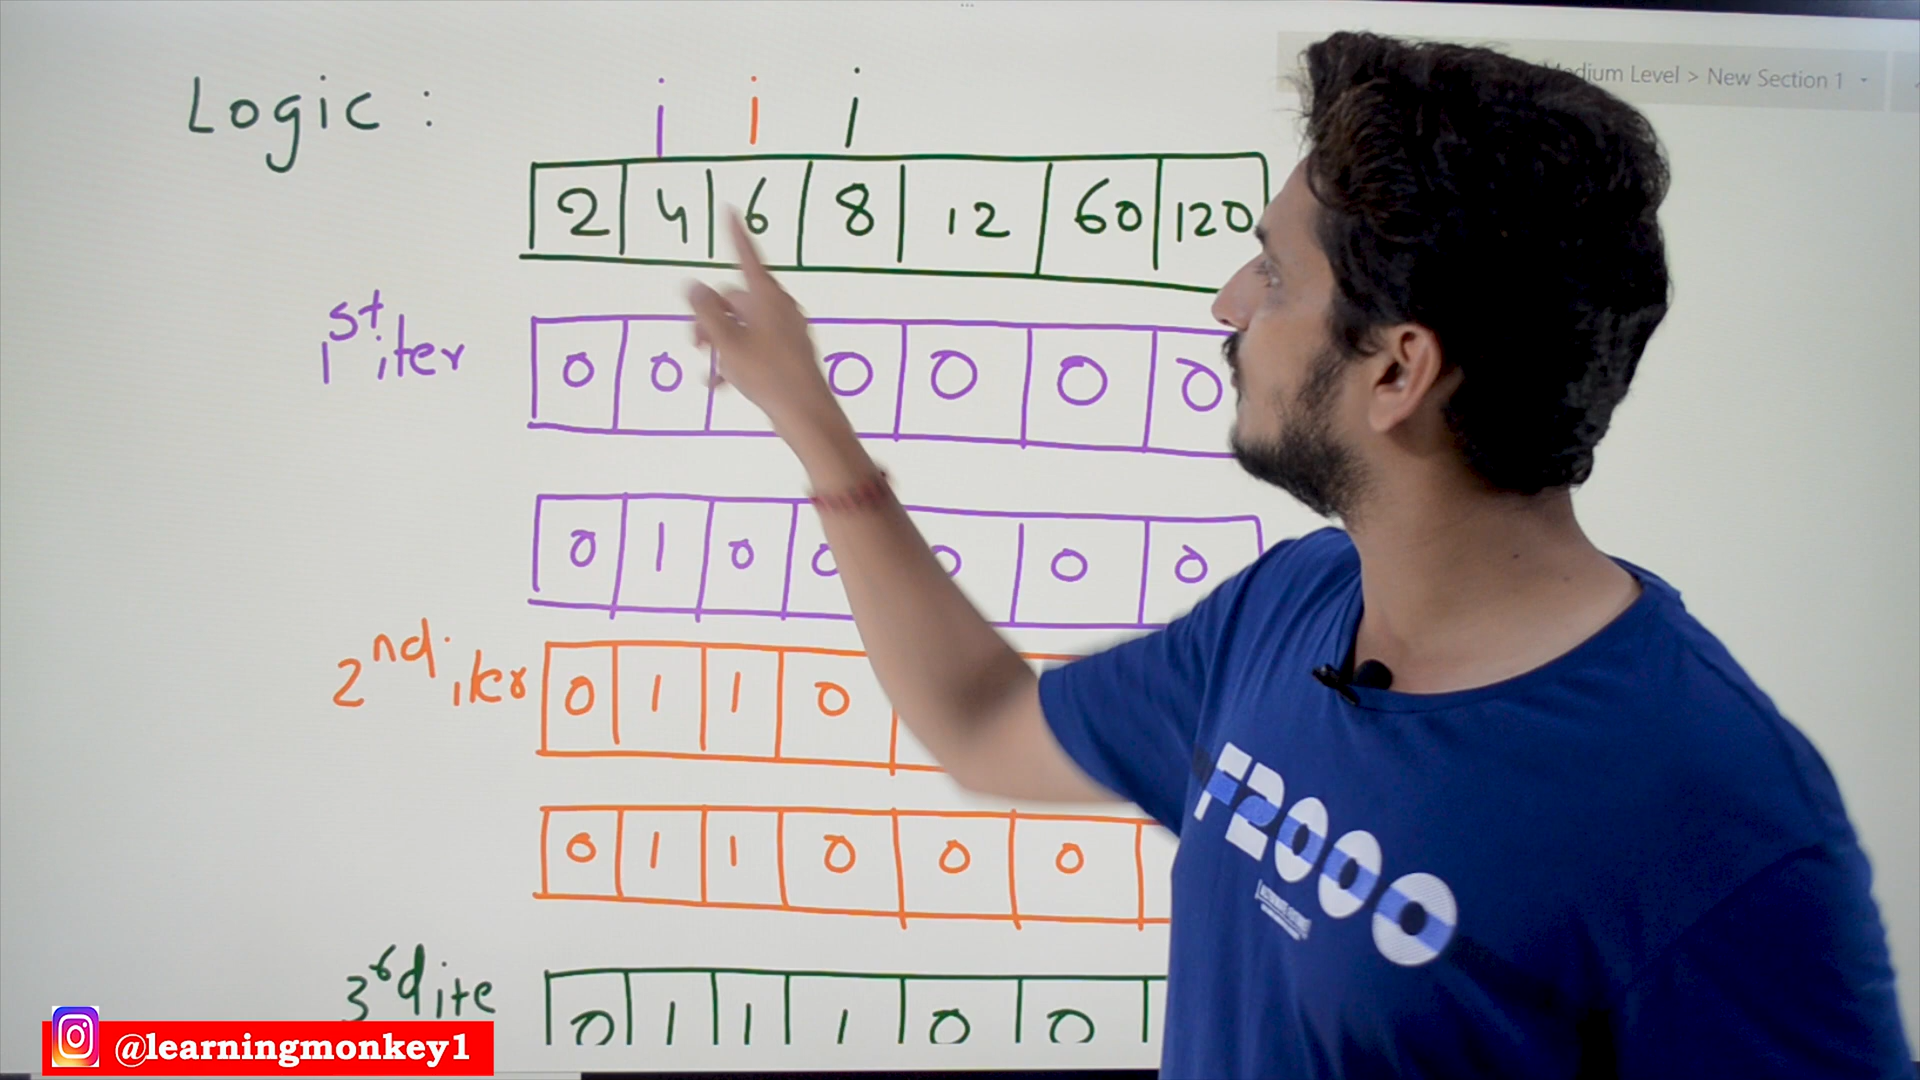 Medium Level > New Section 1
Logic :
i i i
2 4 6 8 12 60 120
1st iter 0 0 0 0 0 0
0 1 0 0 0 0 0
2nd iter 0 1 1 0
0 1 1 0 0 0
0 1 1 1 0 0
F2000
@learningmonkey1